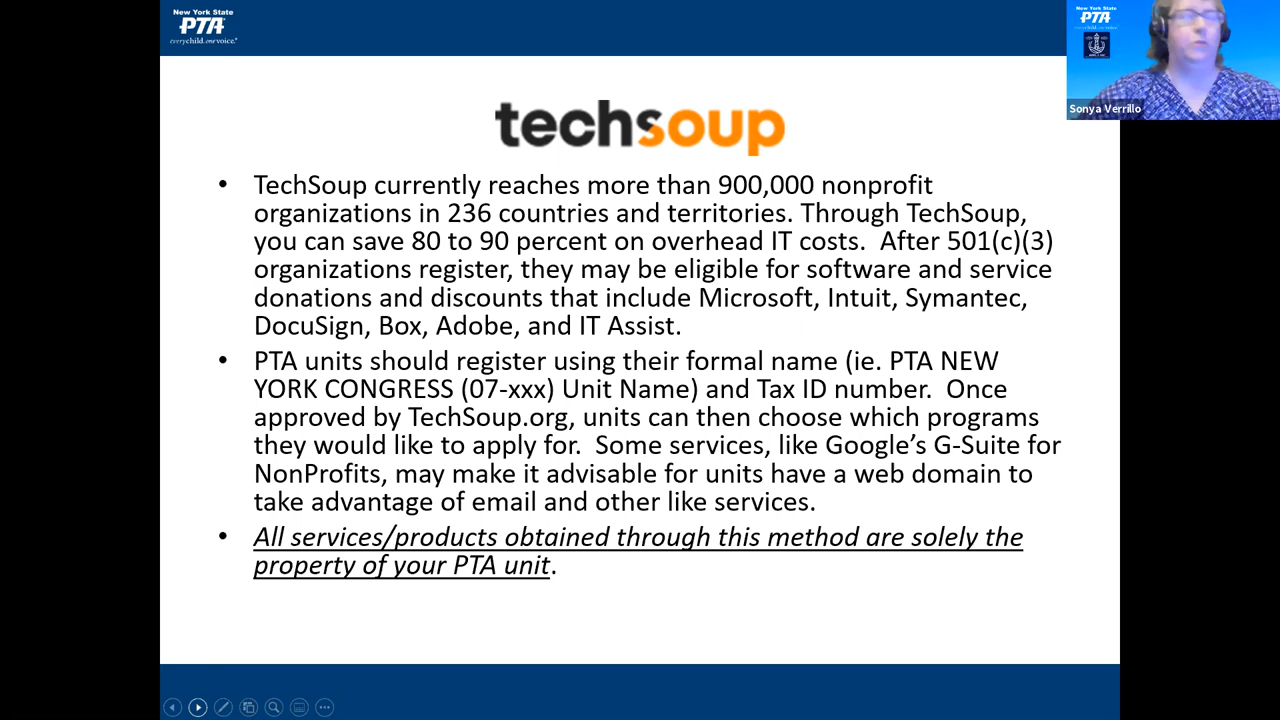 New York State
PTA
everychild.onevoice.
New York State
PTA
everychild.onevoice.
Sonya Verrillo
techsoup
• TechSoup currently reaches more than 900,000 nonprofit
organizations in 236 countries and territories. Through TechSoup,
you can save 80 to 90 percent on overhead IT costs.  After 501(c)(3)
organizations register, they may be eligible for software and service
donations and discounts that include Microsoft, Intuit, Symantec,
DocuSign, Box, Adobe, and IT Assist.
• PTA units should register using their formal name (ie. PTA NEW
YORK CONGRESS (07-xxx) Unit Name) and Tax ID number.  Once
approved by TechSoup.org, units can then choose which programs
they would like to apply for.  Some services, like Google’s G-Suite for
NonProfits, may make it advisable for units have a web domain to
take advantage of email and other like services.
• All services/products obtained through this method are solely the
property of your PTA unit.